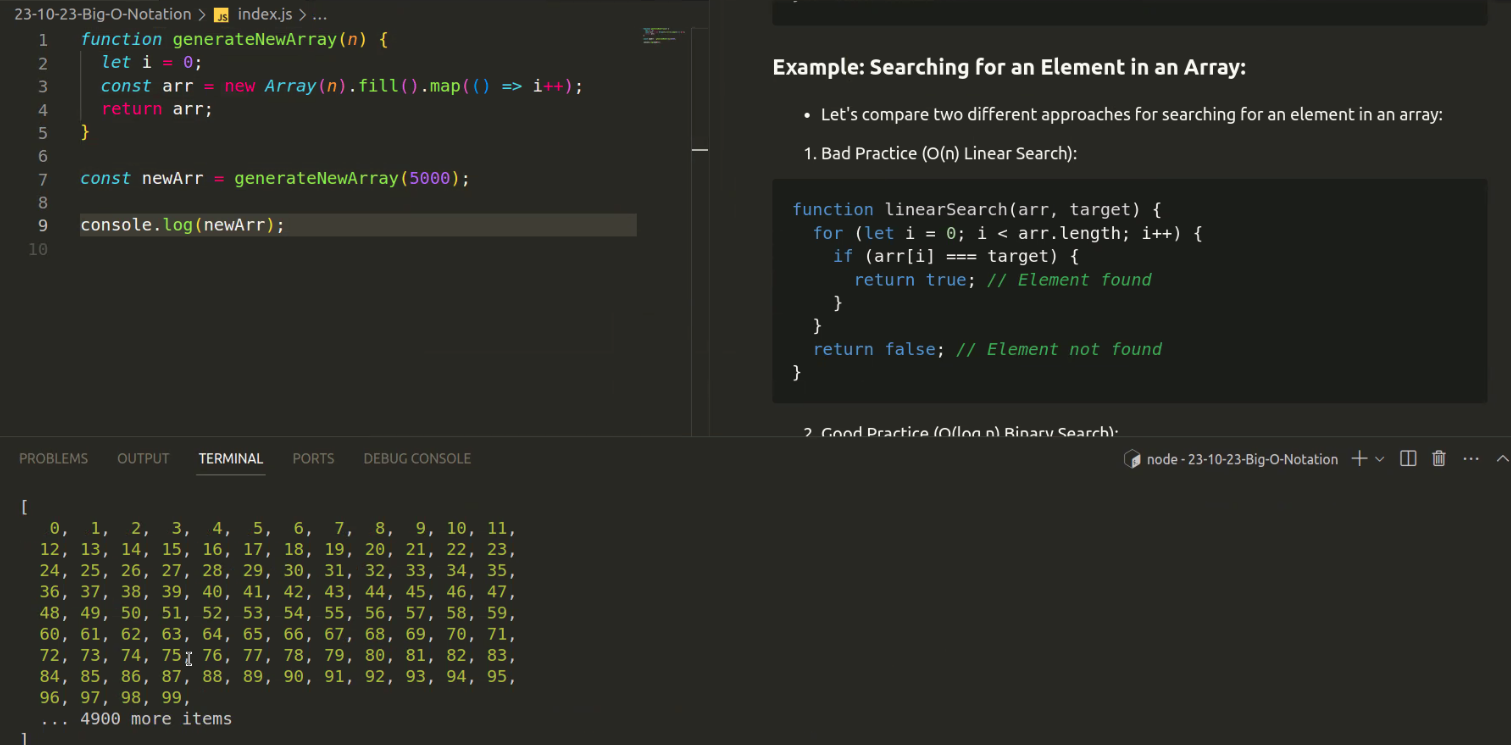 23-10-23-Big-O-Notation > JS index.js > ...
1 function generateNewArray(n) {
2 let i = 0;
3 const arr = new Array(n).fill().map(() => i++);
4 return arr;
5 }
6
7 const newArr = generateNewArray(5000);
8
9 console.log(newArr);
10
Example: Searching for an Element in an Array:
• Let's compare two different approaches for searching for an element in an array:
1. Bad Practice (O(n) Linear Search):
function linearSearch(arr, target) {
for (let i = 0; i < arr.length; i++) {
if (arr[i] === target) {
return true; // Element found
}
}
return false; // Element not found
}
2. Good Practice (O(log n) Binary Search):
PROBLEMS OUTPUT TERMINAL PORTS DEBUG CONSOLE
node - 23-10-23-Big-O-Notation
[
0, 1, 2, 3, 4, 5, 6, 7, 8, 9, 10, 11,
12, 13, 14, 15, 16, 17, 18, 19, 20, 21, 22, 23,
24, 25, 26, 27, 28, 29, 30, 31, 32, 33, 34, 35,
36, 37, 38, 39, 40, 41, 42, 43, 44, 45, 46, 47,
48, 49, 50, 51, 52, 53, 54, 55, 56, 57, 58, 59,
60, 61, 62, 63, 64, 65, 66, 67, 68, 69, 70, 71,
72, 73, 74, 75, 76, 77, 78, 79, 80, 81, 82, 83,
84, 85, 86, 87, 88, 89, 90, 91, 92, 93, 94, 95,
96, 97, 98, 99,
... 4900 more items
]